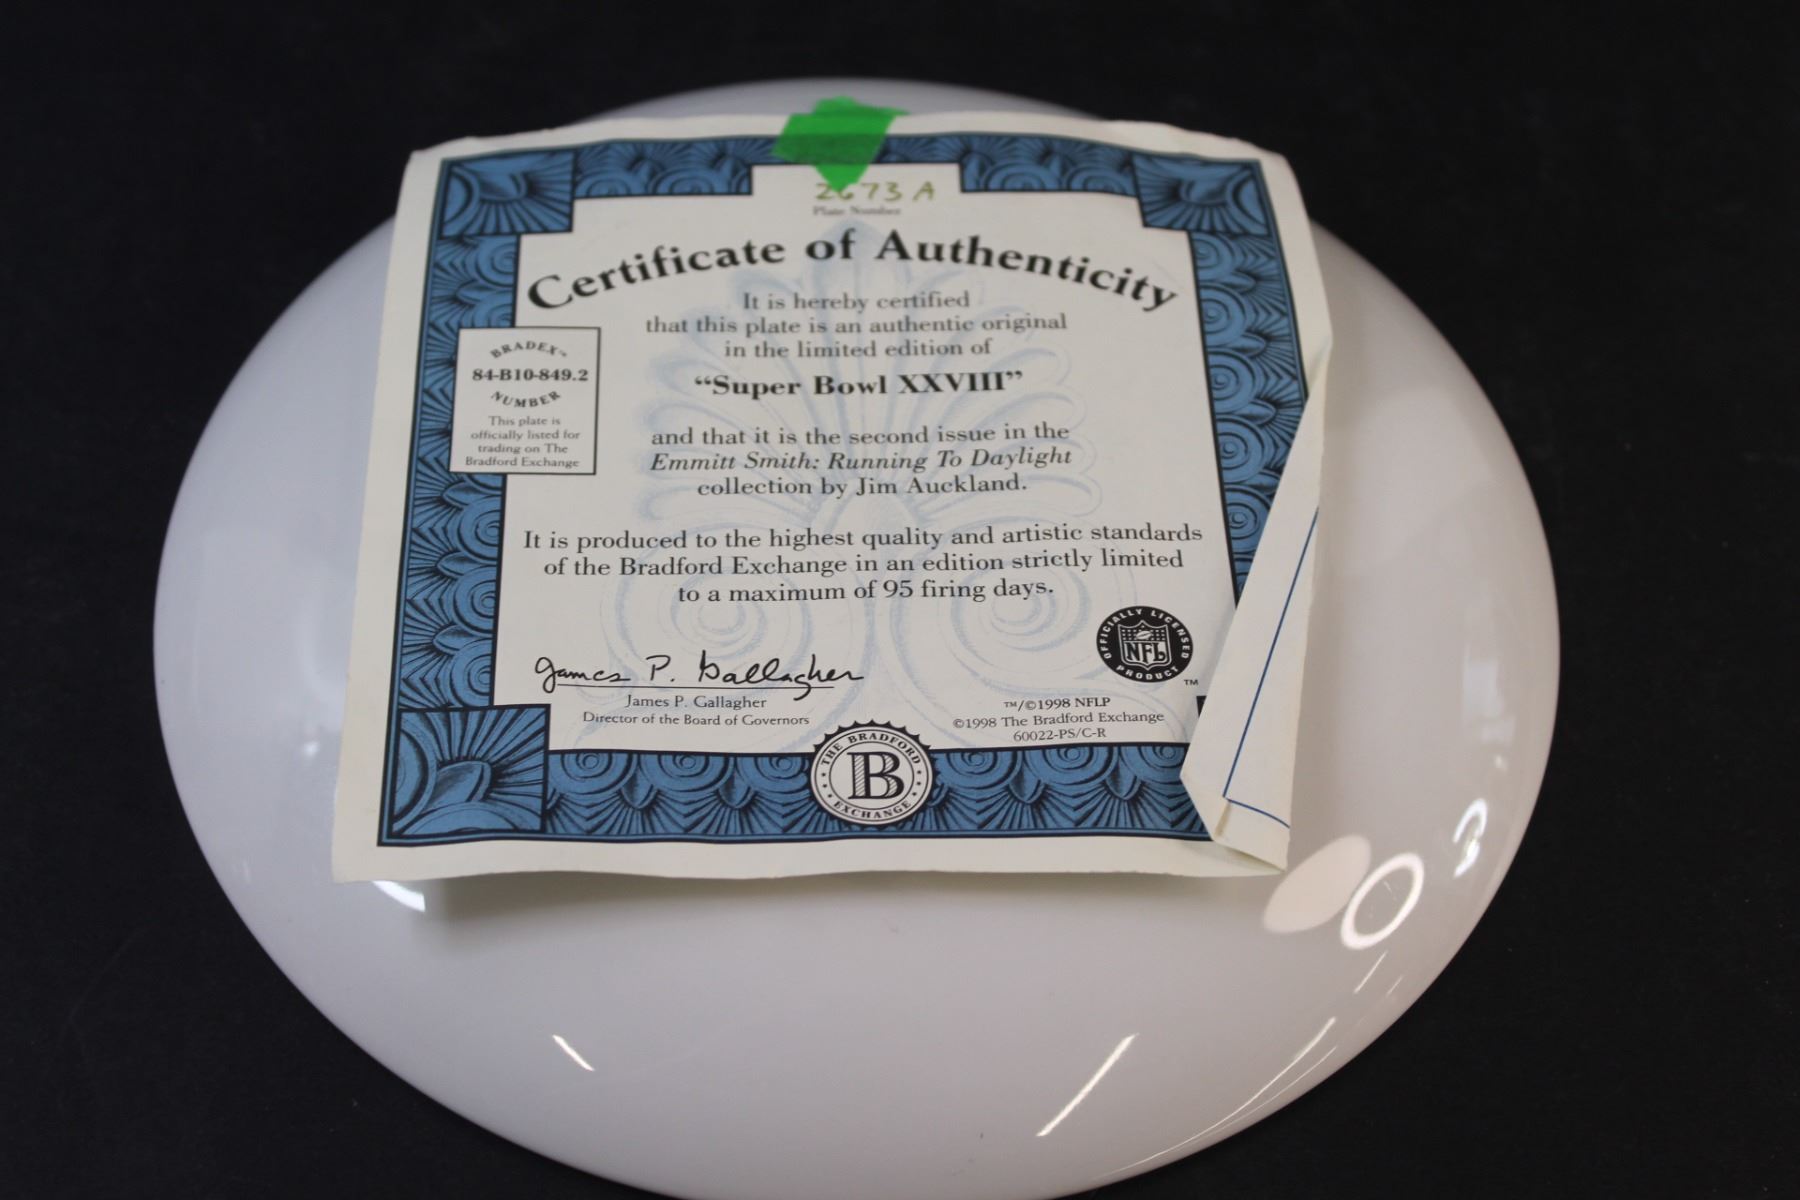 2673 A
Plate Number
Certificate of Authenticity
It is hereby certified
that this plate is an authentic original
in the limited edition of
“Super Bowl XXVIII”
BRADEX™
84-B10-849.2
NUMBER
This plate is
officially listed for
trading on The
Bradford Exchange
and that it is the second issue in the
Emmitt Smith: Running To Daylight
collection by Jim Auckland.
It is produced to the highest quality and artistic standards
of the Bradford Exchange in an edition strictly limited
to a maximum of 95 firing days.
James P. Gallagher
James P. Gallagher
Director of the Board of Governors
OFFICIALLY LICENSED
NFL
PRODUCT
™
™/©1998 NFLP
©1998 The Bradford Exchange
60022-PS/C-R
THE BRADFORD
B
EXCHANGE